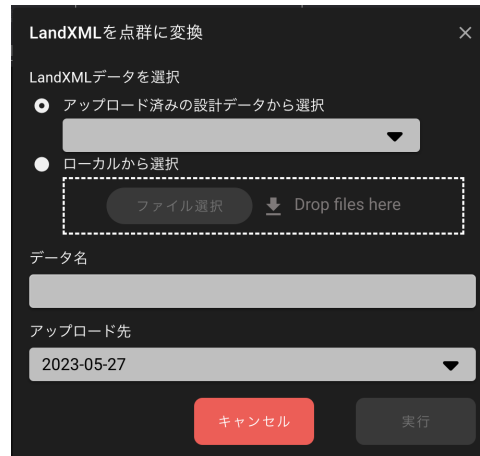 LandXMLを点群に変換
LandXMLデータを選択
アップロード済みの設計データから選択
ローカルから選択
ファイル選択 Drop files here
データ名
アップロード先
2023-05-27
キャンセル 実行